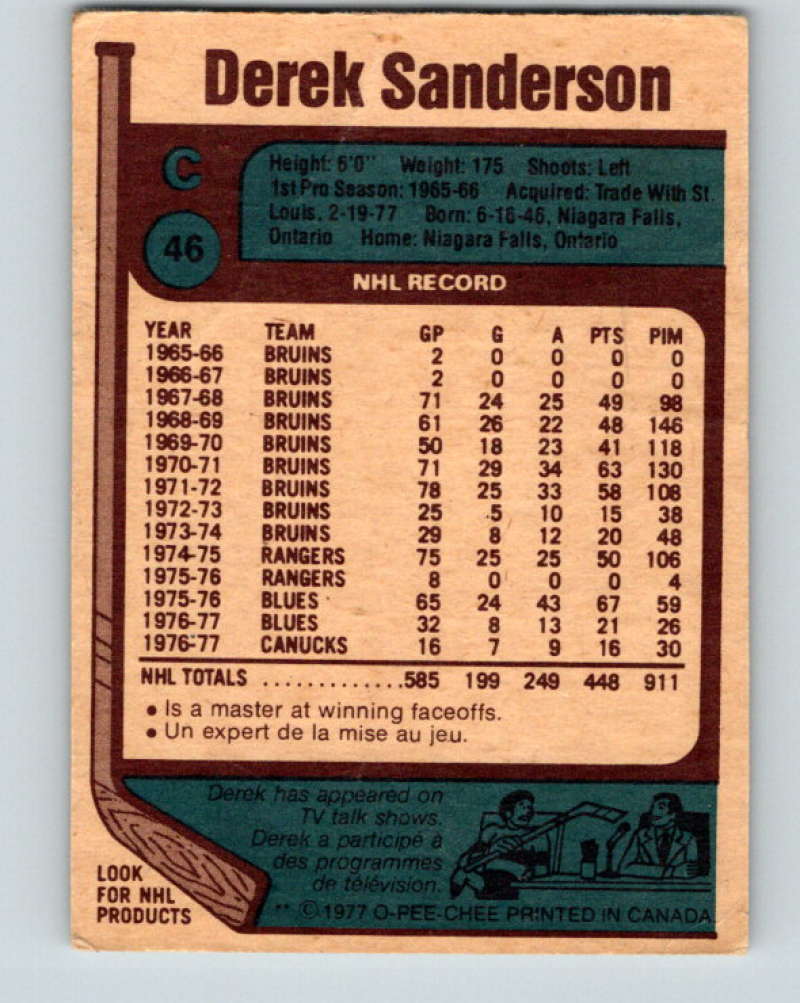 Derek Sanderson
C
46
Height: 6'0" Weight: 175 Shoots: Left
1st Pro Season: 1965-66 Acquired: Trade With St.
Louis, 2-19-77 Born: 6-16-46, Niagara Falls,
Ontario Home: Niagara Falls, Ontario
NHL RECORD
YEAR TEAM GP G A PTS PIM
1965-66 BRUINS 2 0 0 0 0
1966-67 BRUINS 2 0 0 0 0
1967-68 BRUINS 71 24 25 49 98
1968-69 BRUINS 61 26 22 48 146
1969-70 BRUINS 50 18 23 41 118
1970-71 BRUINS 71 29 34 63 130
1971-72 BRUINS 78 25 33 58 108
1972-73 BRUINS 25 5 10 15 38
1973-74 BRUINS 29 8 12 20 48
1974-75 RANGERS 75 25 25 50 106
1975-76 RANGERS 8 0 0 0 4
1975-76 BLUES 65 24 43 67 59
1976-77 BLUES 32 8 13 21 26
1976-77 CANUCKS 16 7 9 16 30
NHL TOTALS .............585 199 249 448 911
• Is a master at winning faceoffs.
• Un expert de la mise au jeu.
Derek has appeared on
TV talk shows.
Derek a participé à
des programmes
de télévision.
LOOK
FOR NHL
PRODUCTS
** © 1977 O-PEE-CHEE PRINTED IN CANADA